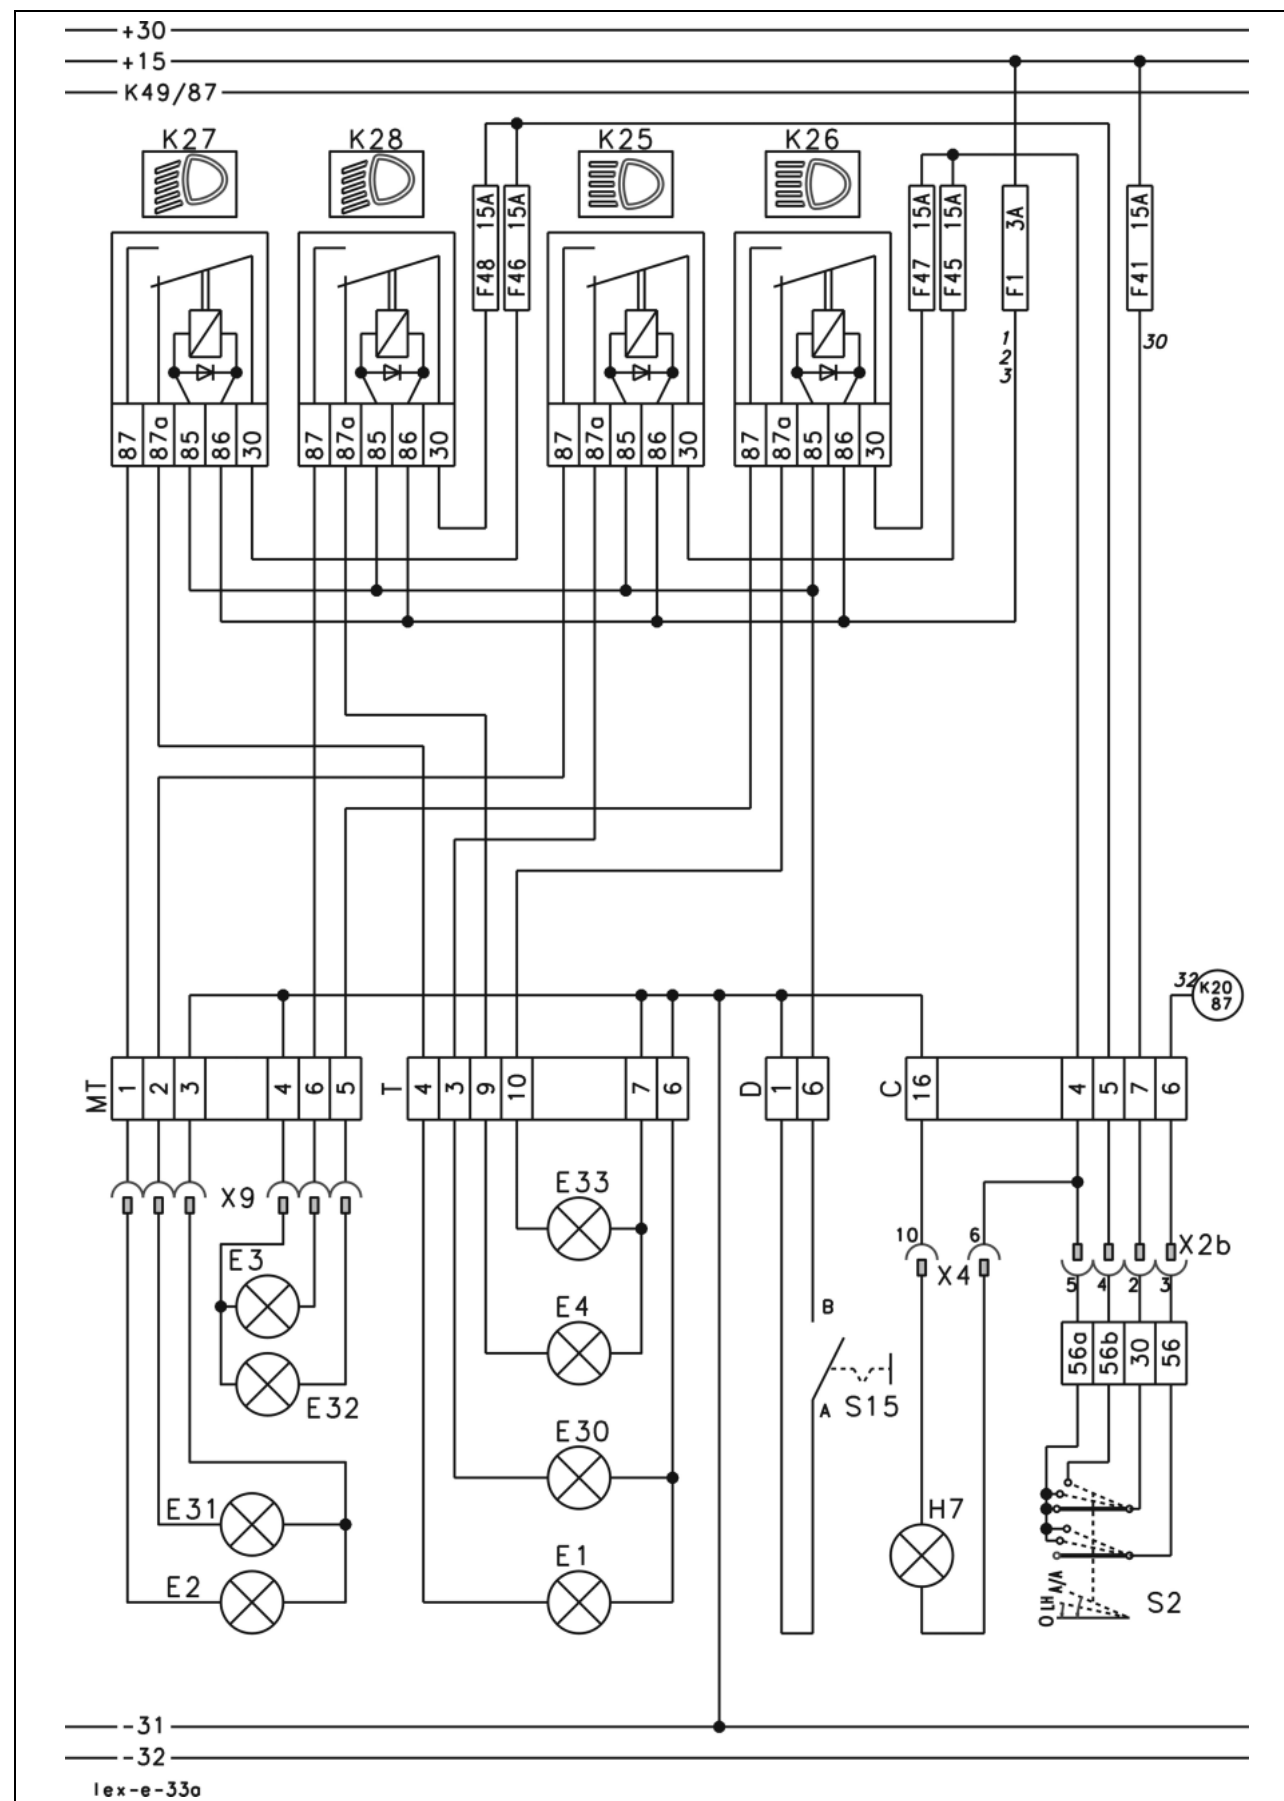 +30
+15
K49/87
K27 K28 K25 K26
F48 15A F46 15A F47 15A F45 15A F1 3A F41 15A
1
2
3
30
87 87a 85 86 30 87 87a 85 86 30 87 87a 85 86 30 87 87a 85 86 30
32 K20
87
MT 1 2 3 4 6 5 T 4 3 9 10 7 6 D 1 6 C 16 4 5 7 6
X9 E33 10 6 X4 X2b
5 4 2 3
E3 E4 B
56a 56b 30 56
E32 A S15
E30
E31 H7
E2 E1
0 LH A/A S2
-31
-32
lex-e-33a